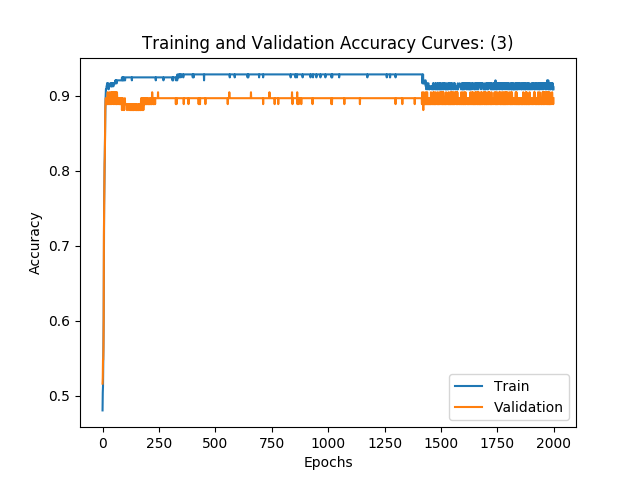 Training and Validation Accuracy Curves: (3)
0.9
0.8
0.7
0.6
0.5
Accuracy
Train
Validation
0 250 500 750 1000 1250 1500 1750 2000
Epochs